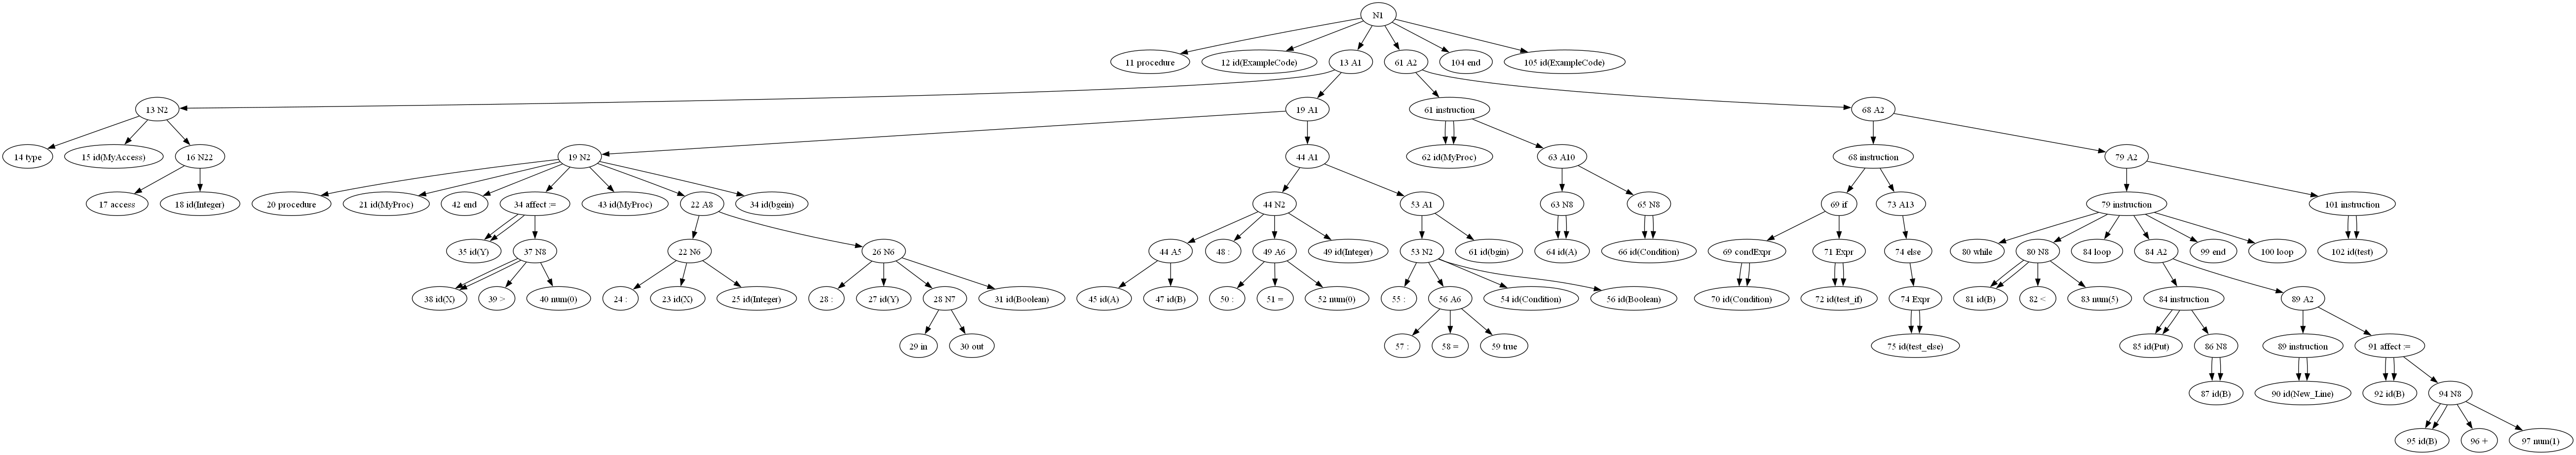 N1
11 procedure
12 id(ExampleCode)
13 A1
61 A2
104 end
105 id(ExampleCode)
13 N2
19 A1
61 instruction
68 A2
14 type
15 id(MyAccess)
16 N22
19 N2
44 A1
62 id(MyProc)
63 A10
68 instruction
79 A2
17 access
18 id(Integer)
20 procedure
21 id(MyProc)
42 end
34 affect :=
43 id(MyProc)
22 A8
34 id(bgein)
44 N2
53 A1
63 N8
65 N8
69 if
73 A13
79 instruction
101 instruction
35 id(Y)
37 N8
22 N6
26 N6
44 A5
48 :
49 A6
49 id(Integer)
53 N2
61 id(bgin)
64 id(A)
66 id(Condition)
69 condExpr
71 Expr
74 else
80 while
80 N8
84 loop
84 A2
99 end
100 loop
102 id(test)
38 id(X)
39 >
40 num(0)
24 :
23 id(X)
25 id(Integer)
28 :
27 id(Y)
28 N7
31 id(Boolean)
45 id(A)
47 id(B)
50 :
51 =
52 num(0)
55 :
56 A6
54 id(Condition)
56 id(Boolean)
70 id(Condition)
72 id(test_if)
74 Expr
81 id(B)
82 <
83 num(5)
84 instruction
89 A2
29 in
30 out
57 :
58 =
59 true
75 id(test_else)
85 id(Put)
86 N8
89 instruction
91 affect :=
87 id(B)
90 id(New_Line)
92 id(B)
94 N8
95 id(B)
96 +
97 num(1)